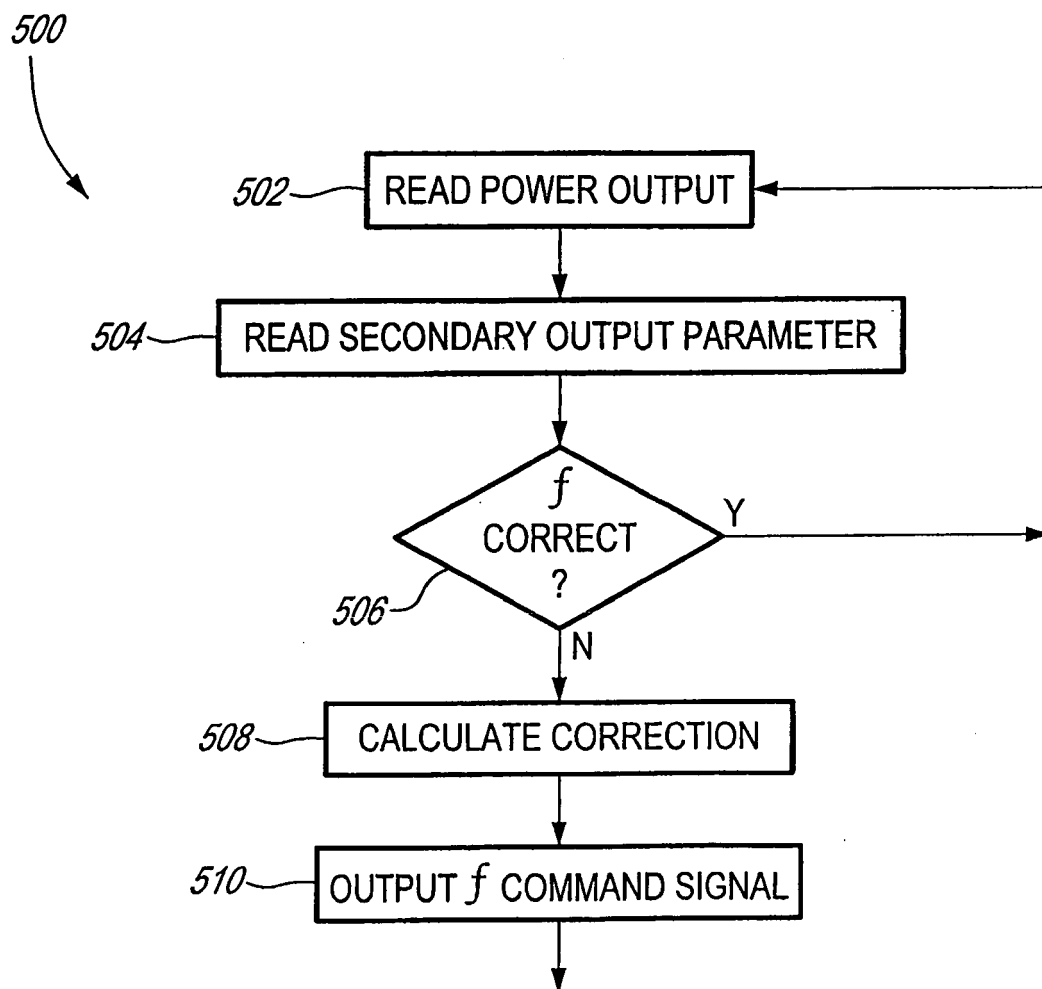 500
502 READ POWER OUTPUT
504 READ SECONDARY OUTPUT PARAMETER
f
CORRECT
?
Y
506
N
508 CALCULATE CORRECTION
510 OUTPUT f COMMAND SIGNAL